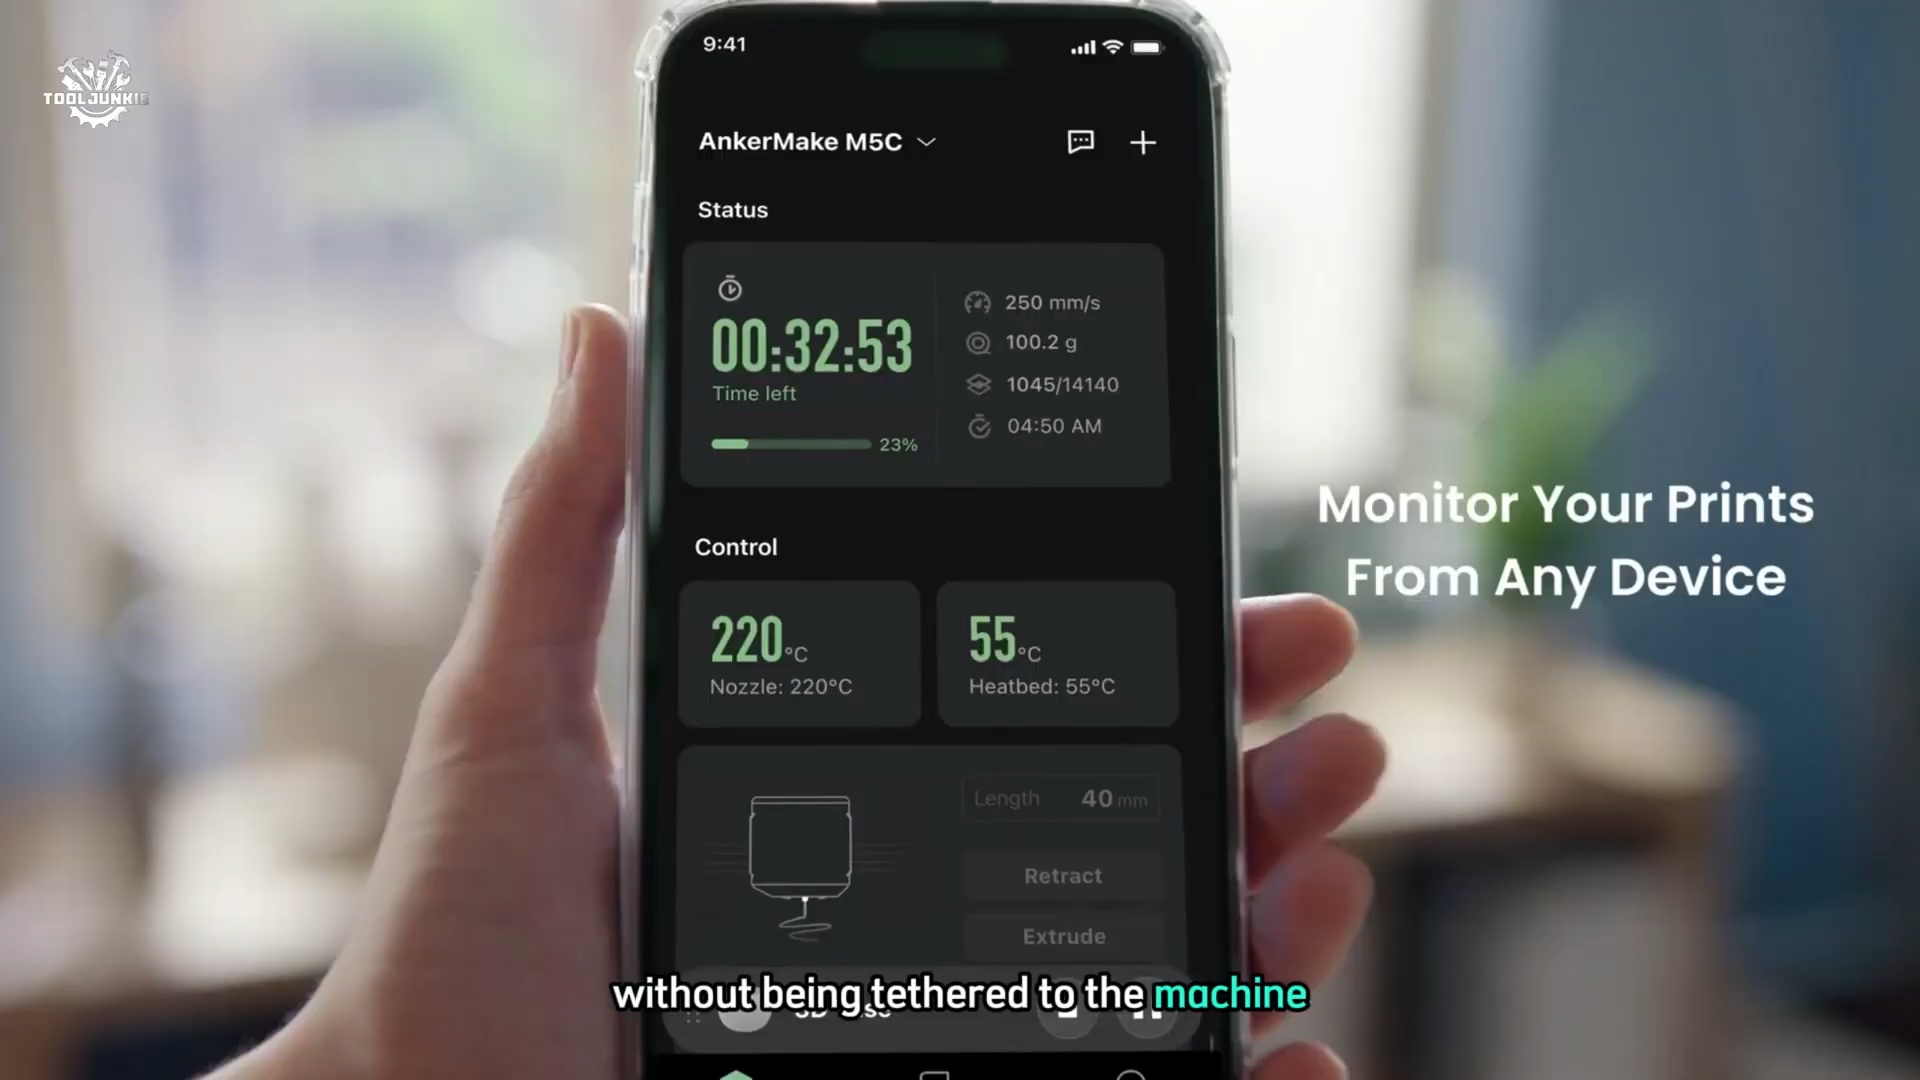 9:41
TOOLJUNKIE
AnkerMake M5C
Status
00:32:53
Time left
23%
250 mm/s
100.2 g
1045/14140
04:50 AM
Monitor Your Prints
From Any Device
Control
220°C
Nozzle: 220°C
55°C
Heatbed: 55°C
Length 40 mm
Retract
Extrude
without being tethered to the machine